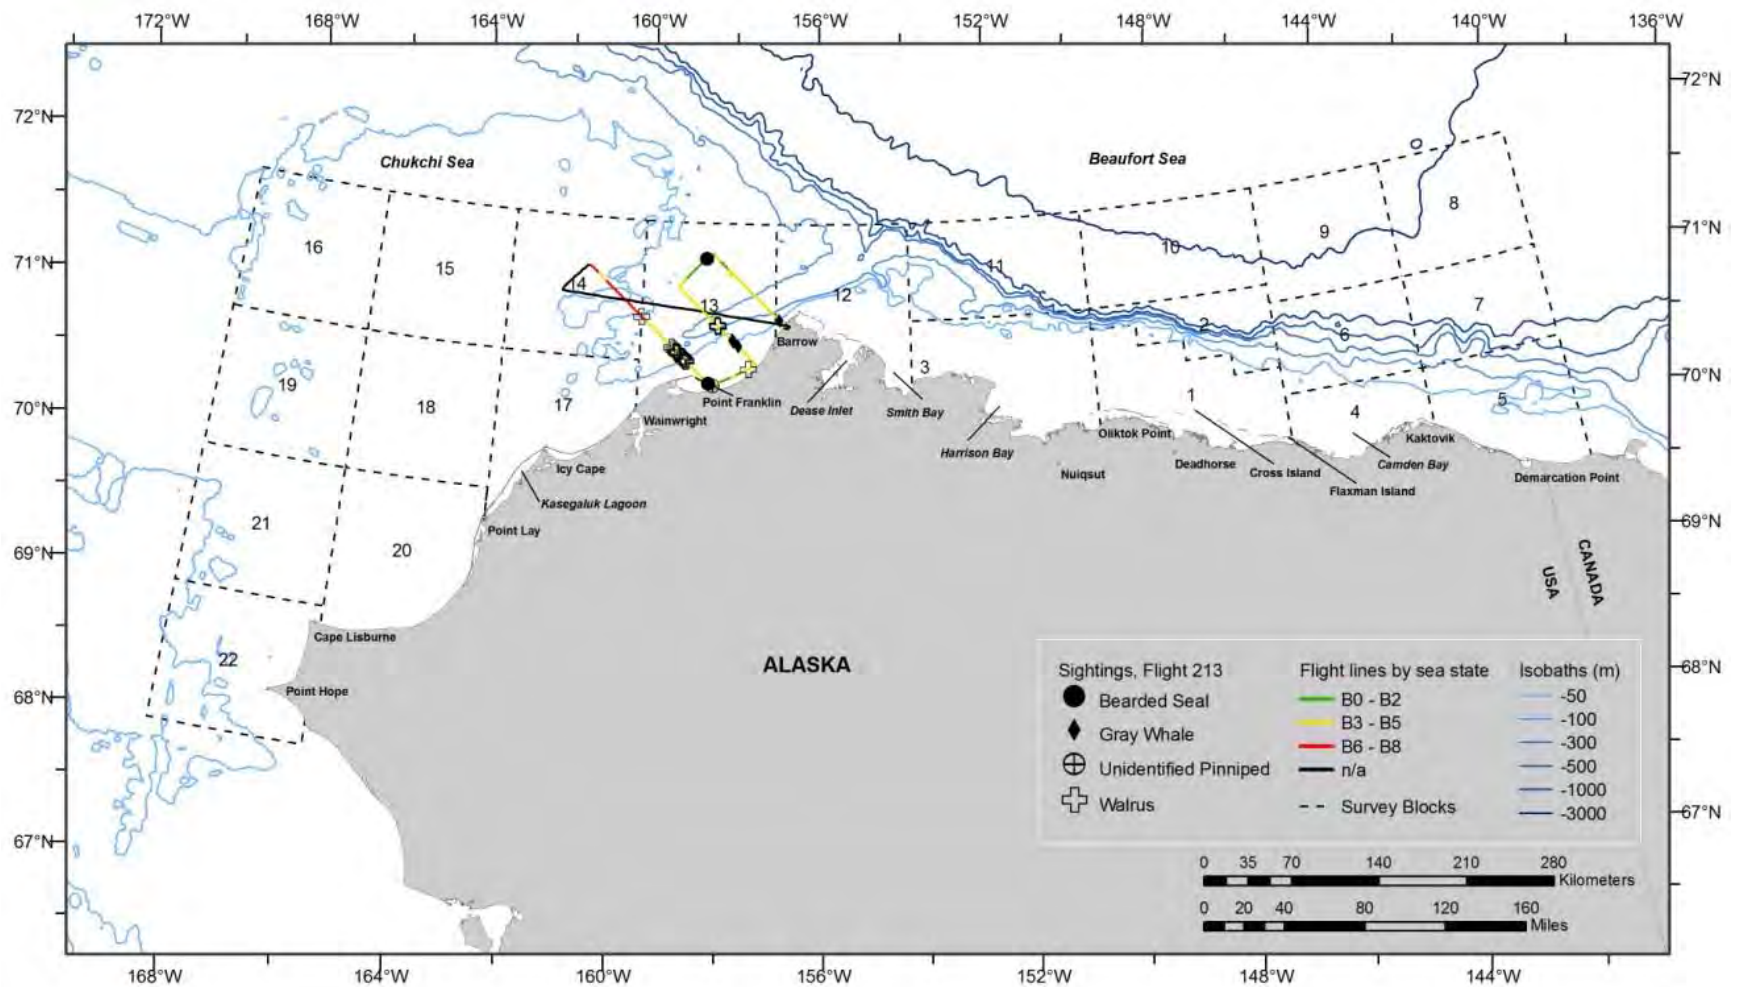 172°W 168°W 164°W 160°W 156°W 152°W 148°W 144°W 140°W 136°W
72°N 72°N
Chukchi Sea Beaufort Sea
71°N 71°N
16 15 14 13 12 11 10 9 8
7
2 6
70°N 70°N
19 18 17 3 1 4 5
Barrow
Point Franklin
Wainwright
Dease Inlet
Smith Bay
Harrison Bay
Oliktok Point
Nuiqsut
Deadhorse
Cross Island
Flaxman Island
Camden Bay
Kaktovik
Demarcation Point
Icy Cape
Kasegaluk Lagoon
Point Lay
69°N 69°N
21 20
USA
CANADA
Cape Lisburne
22
Point Hope
ALASKA
68°N 68°N
67°N 67°N
Sightings, Flight 213
Bearded Seal
Gray Whale
Unidentified Pinniped
Walrus
Flight lines by sea state
B0 - B2
B3 - B5
B6 - B8
n/a
Survey Blocks
Isobaths (m)
-50
-100
-300
-500
-1000
-3000
0 35 70 140 210 280
Kilometers
0 20 40 80 120 160
Miles
168°W 164°W 162°W 160°W 156°W 152°W 148°W 144°W